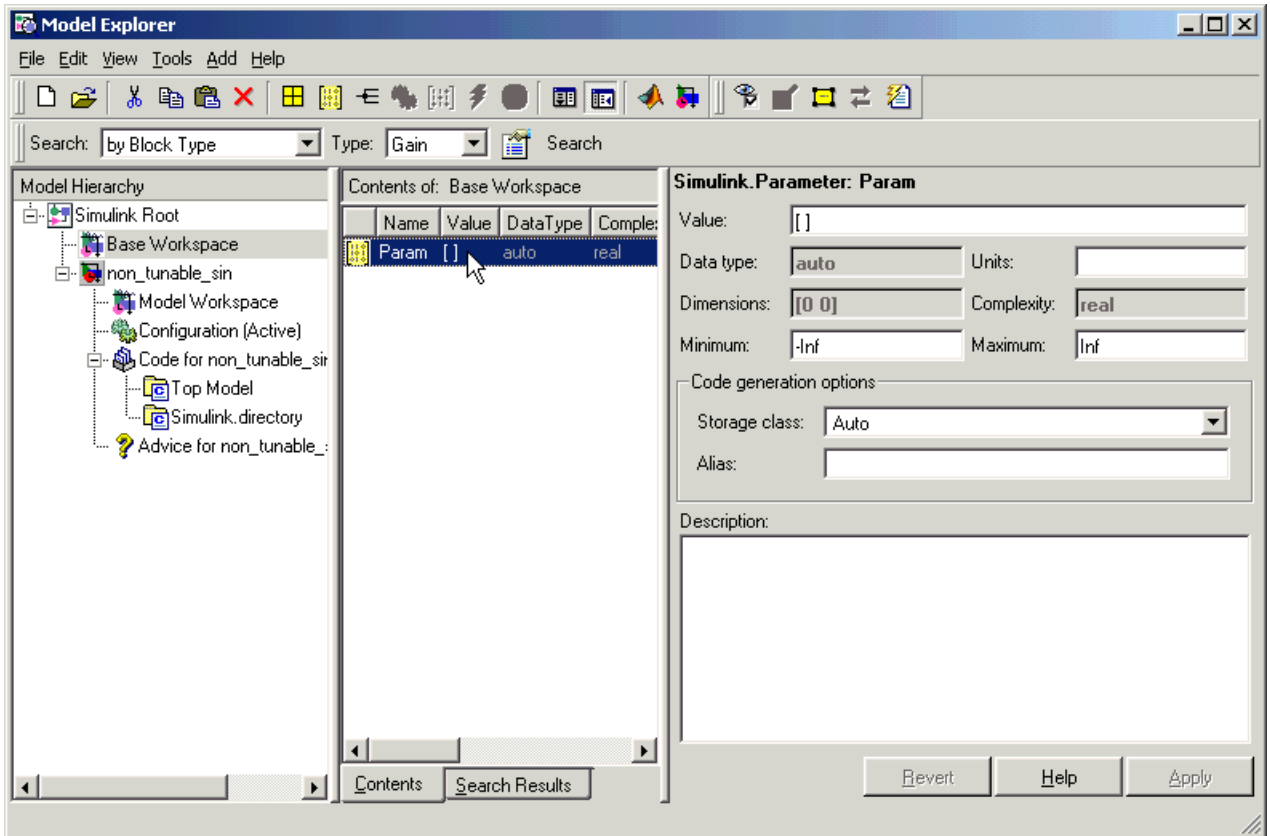 Model Explorer
File Edit View Tools Add Help
Search: by Block Type Type: Gain Search
Model Hierarchy
Simulink Root
Base Workspace
non_tunable_sin
Model Workspace
Configuration (Active)
Code for non_tunable_sin
Top Model
Simulink.directory
Advice for non_tunable_
Contents of: Base Workspace
Name Value DataType Complex
Param [ ] auto real
Contents Search Results
Simulink.Parameter: Param
Value: [ ]
Data type: auto Units:
Dimensions: [0 0] Complexity: real
Minimum: -Inf Maximum: Inf
Code generation options
Storage class: Auto
Alias:
Description:
Revert Help Apply